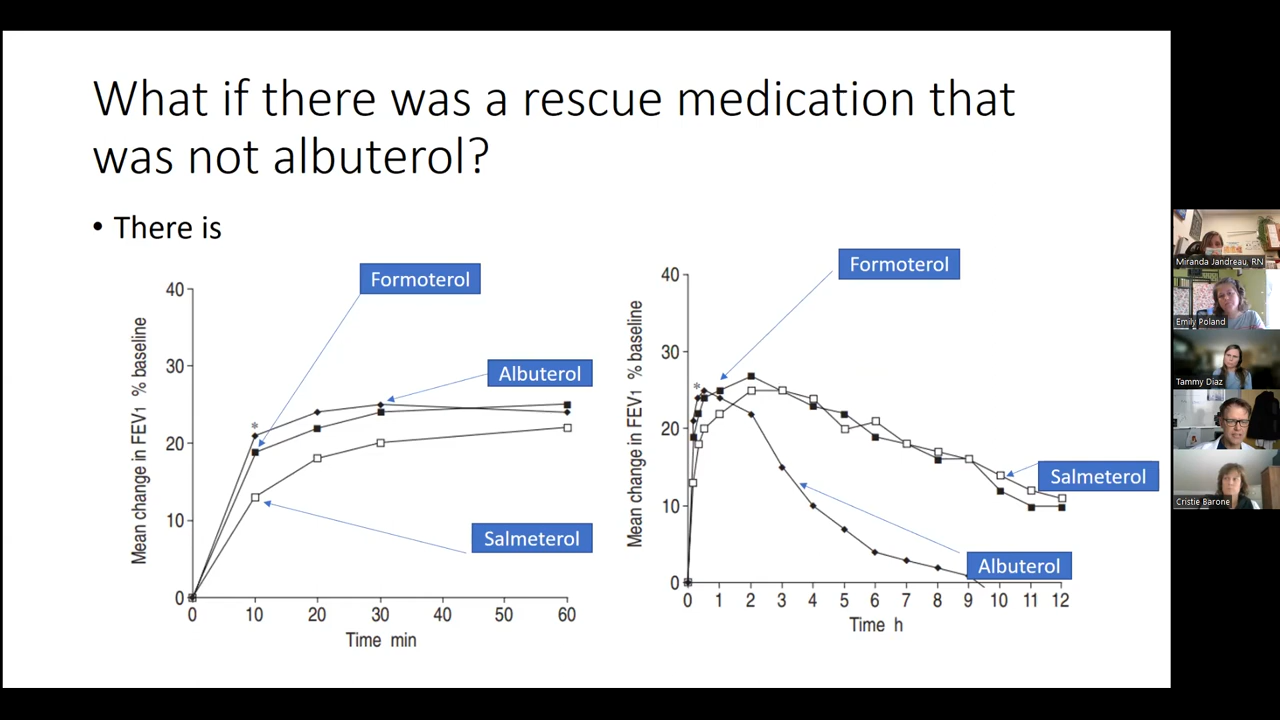 What if there was a rescue medication that
was not albuterol?
• There is
Formoterol
Albuterol
Salmeterol
Mean change in FEV1 % baseline
40
30
20
10
0
0 10 20 30 40 50 60
Time min
*
Formoterol
Salmeterol
Albuterol
Mean change in FEV1 % baseline
40
30
20
10
0
0 1 2 3 4 5 6 7 8 9 10 11 12
Time h
*
Miranda Jandreau, RN
Emily Poland
Tammy Diaz
Cristie Barone